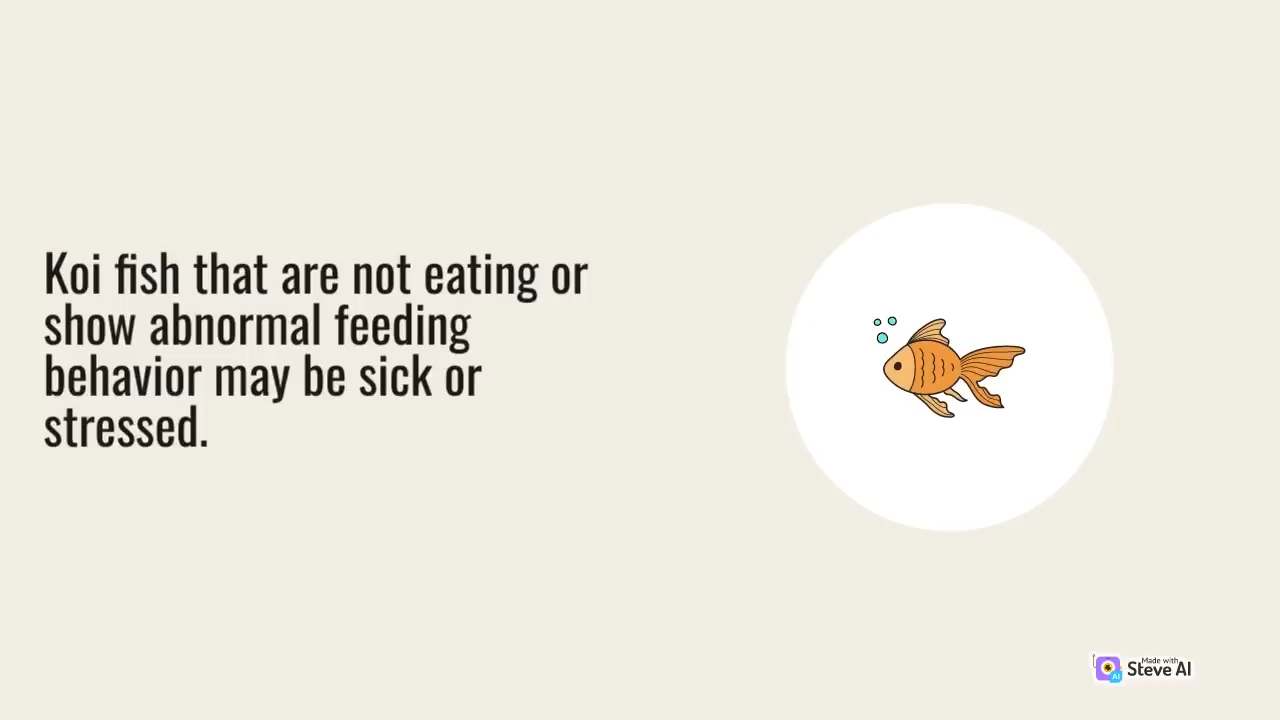 Koi fish that are not eating or
show abnormal feeding
behavior may be sick or
stressed.
Made with
Steve AI
AI